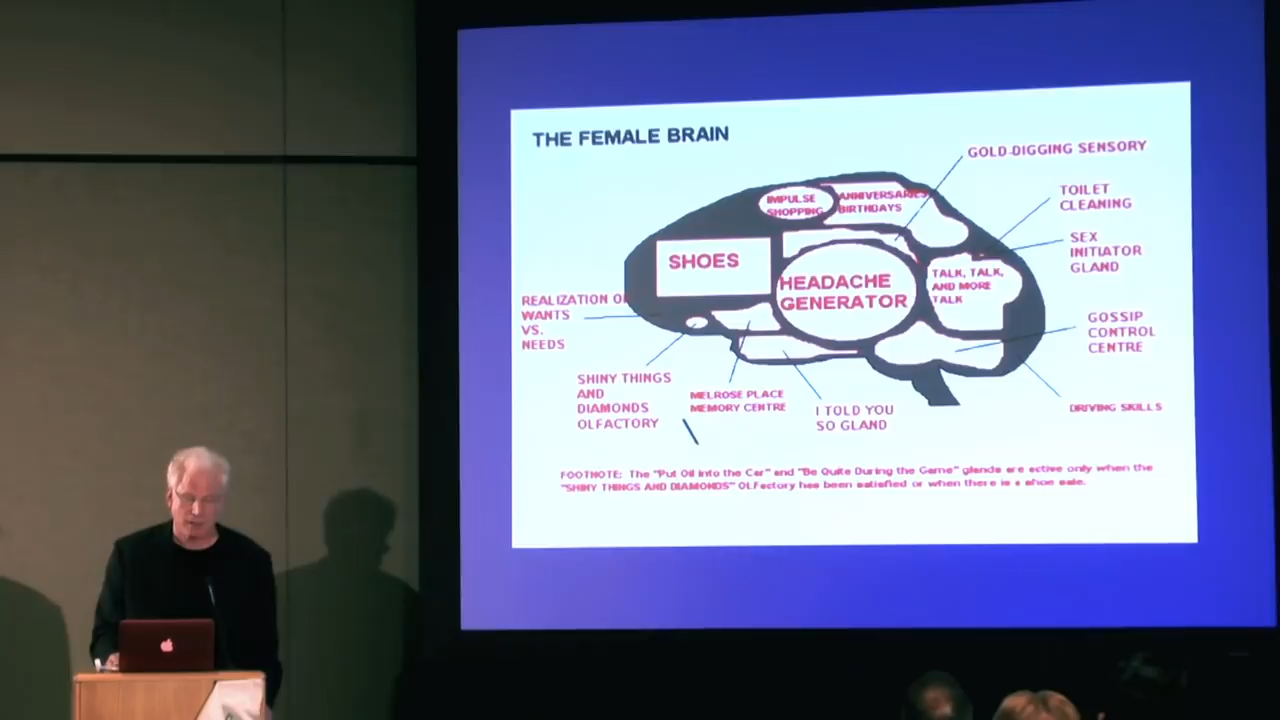 THE FEMALE BRAIN
GOLD-DIGGING SENSORY
TOILET
CLEANING
SEX
INITIATOR
GLAND
IMPULSE
SHOPPING
ANNIVERSARIES
BIRTHDAYS
SHOES
HEADACHE
GENERATOR
TALK, TALK,
AND MORE
TALK
REALIZATION OF
WANTS
VS.
NEEDS
GOSSIP
CONTROL
CENTRE
SHINY THINGS
AND
DIAMONDS
OLFACTORY
MELROSE PLACE
MEMORY CENTRE
I TOLD YOU
SO GLAND
DRIVING SKILLS
FOOTNOTE: The "Put Oil into the Car" and "Be Quite During the Game" glands are active only when the
"SHINY THINGS AND DIAMONDS" OLFactory has been satisfied or when there is a shoe sale.